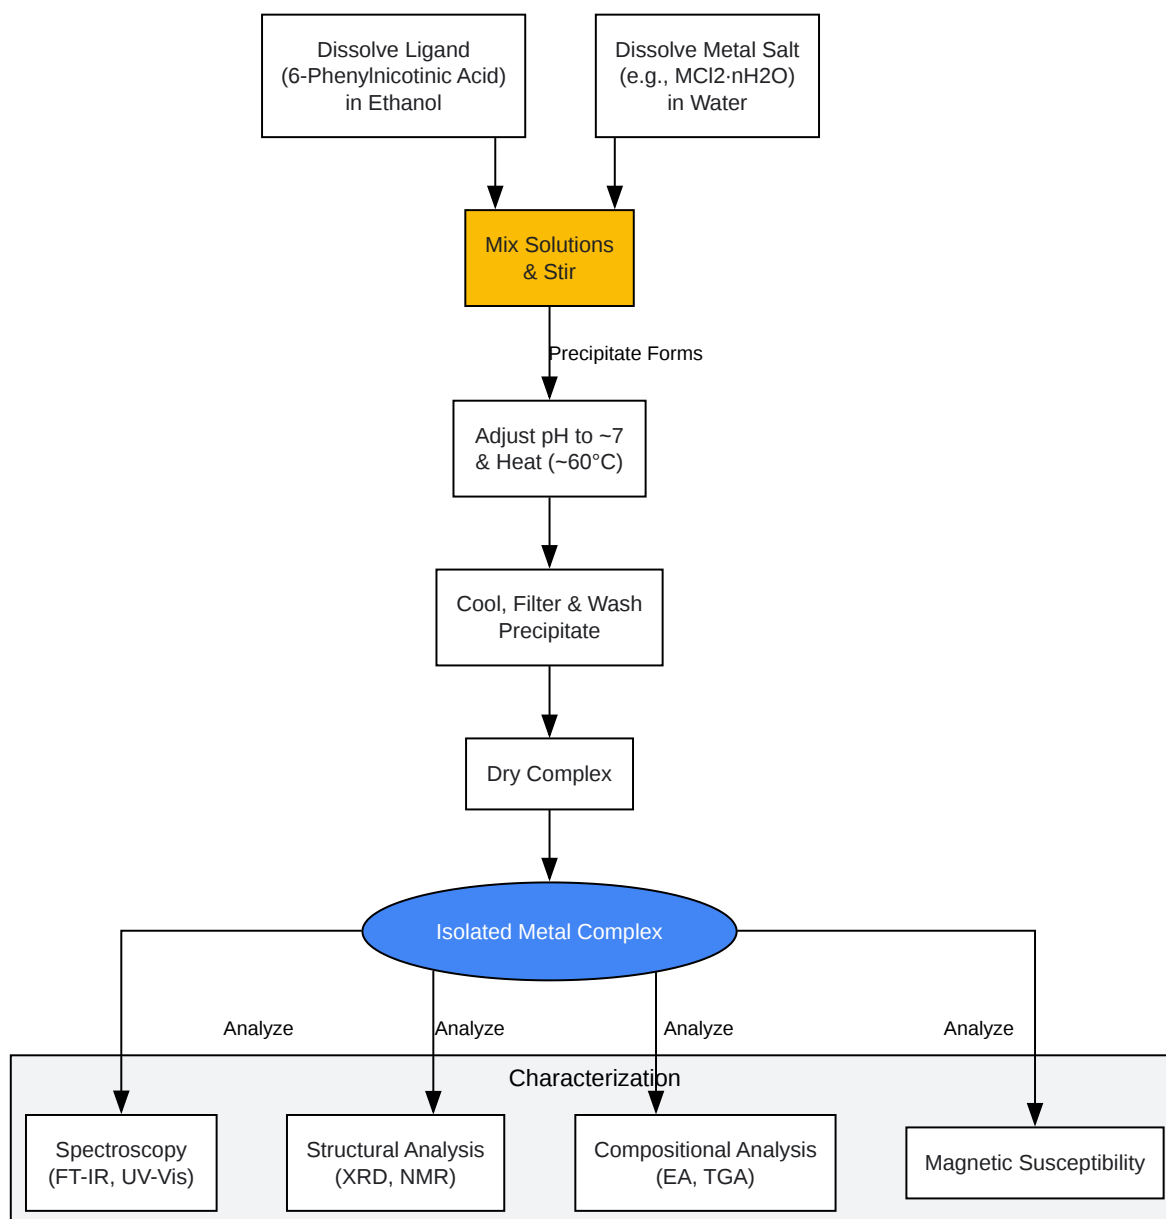 Dissolve Ligand
(6-Phenylnicotinic Acid)
in Ethanol
Dissolve Metal Salt
(e.g., MCl2·nH2O)
in Water
Mix Solutions
& Stir
Precipitate Forms
Adjust pH to ~7
& Heat (~60°C)
Cool, Filter & Wash
Precipitate
Dry Complex
Isolated Metal Complex
Analyze
Analyze
Analyze
Analyze
Characterization
Spectroscopy
(FT-IR, UV-Vis)
Structural Analysis
(XRD, NMR)
Compositional Analysis
(EA, TGA)
Magnetic Susceptibility